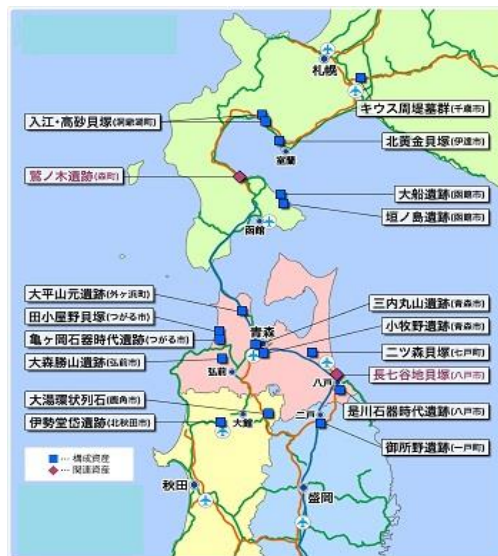 札幌
キウス周堤墓群(千歳市)
入江・高砂貝塚(洞爺湖町)
北黄金貝塚(伊達市)
室蘭
鷲ノ木遺跡(森町)
大船遺跡(函館市)
垣ノ島遺跡(函館市)
函館
大平山元遺跡(外ヶ浜町)
三内丸山遺跡(青森市)
田小屋野貝塚(つがる市)
青森
小牧野遺跡(青森市)
亀ヶ岡石器時代遺跡(つがる市)
二ツ森貝塚(七戸町)
大森勝山遺跡(弘前市)
弘前
長七谷地貝塚(八戸市)
八戸
大湯環状列石(鹿角市)
是川石器時代遺跡(八戸市)
二戸
伊勢堂岱遺跡(北秋田市)
大館
御所野遺跡(一戸町)
■… 構成資産
◆… 関連資産
秋田
盛岡